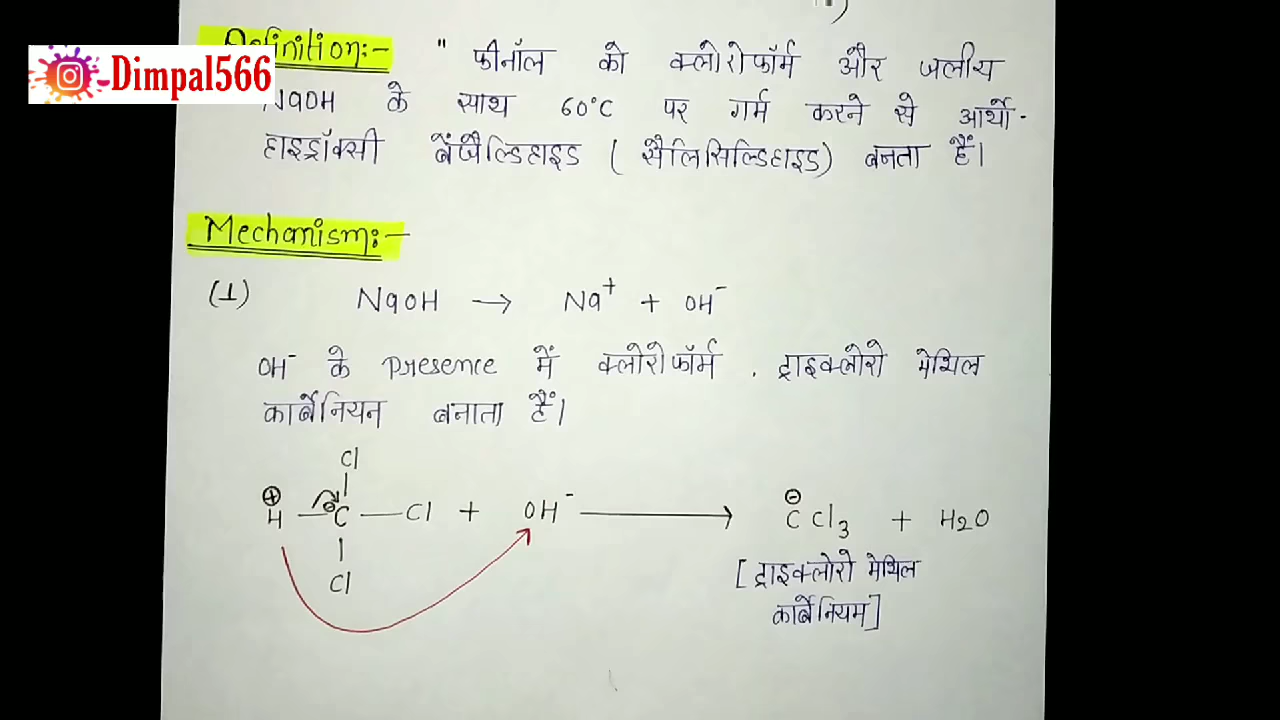 Definition:-
Dimpal566
" फीनॉल को क्लोरोफॉर्म और जलीय
NaOH के साथ 60°C पर गर्म करने से आर्थो-
हाइड्रॉक्सी बेंजैल्डिहाइड ( सैलिसिल्डिहाइड) बनता हैं।
Mechanism:-
(1) NaOH → Na⁺ + OH⁻
OH⁻ के Presence में क्लोरोफॉर्म . ट्राइक्लोरो मेथिल
कार्बेनियन बनाता हैं।
Cl
⊕ ⊖
H — C — Cl + OH⁻ → C Cl₃ + H₂O
Cl
[ ट्राइक्लोरो मेथिल
कार्बेनियम ]